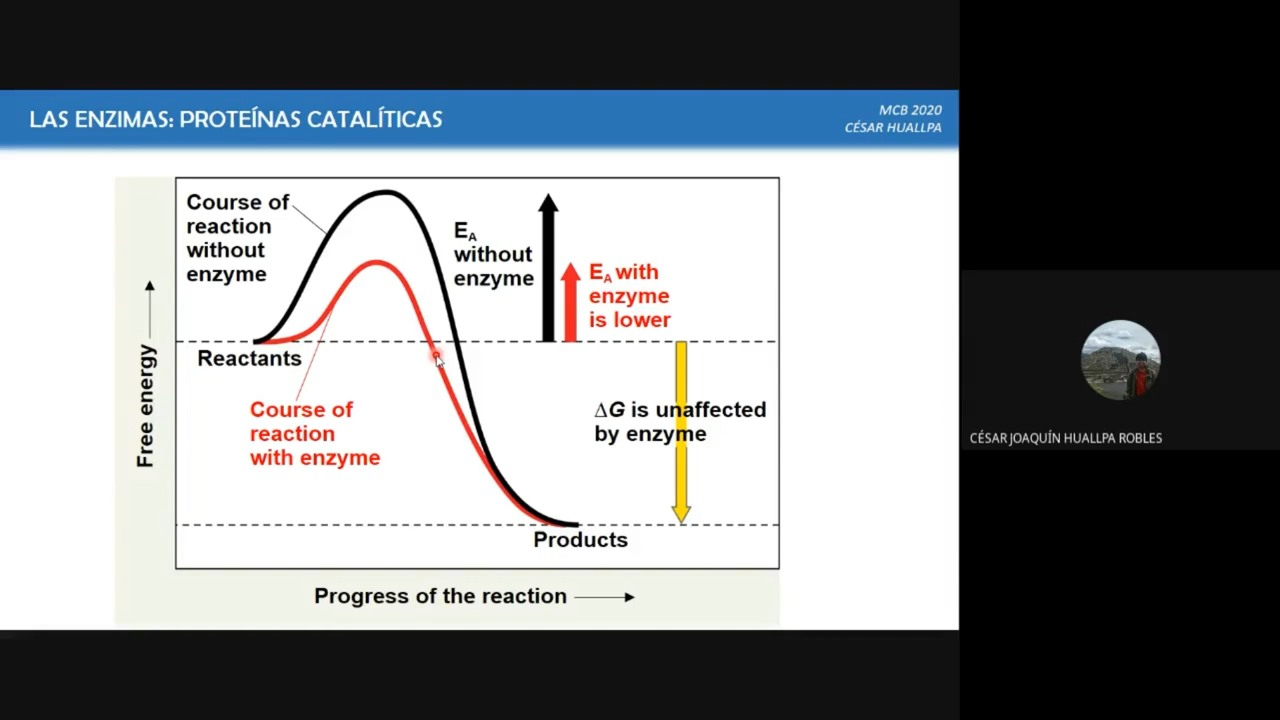 LAS ENZIMAS: PROTEÍNAS CATALÍTICAS
MCB 2020
CÉSAR HUALLPA
Course of
reaction
without
enzyme
EA
without
enzyme
EA with
enzyme
is lower
Reactants
Course of
reaction
with enzyme
ΔG is unaffected
by enzyme
Products
Free energy
Progress of the reaction
CÉSAR JOAQUÍN HUALLPA ROBLES